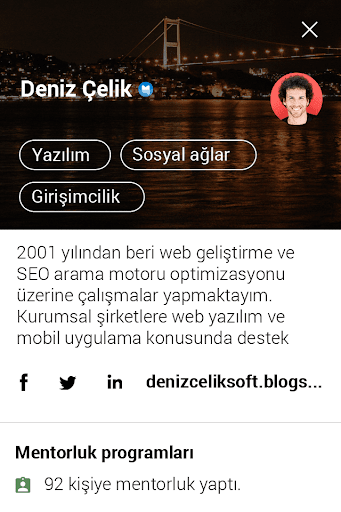 Deniz Çelik
Yazılım
Sosyal ağlar
Girişimcilik
2001 yılından beri web geliştirme ve
SEO arama motoru optimizasyonu
üzerine çalışmalar yapmaktayım.
Kurumsal şirketlere web yazılım ve
mobil uygulama konusunda destek
denizceliksoft.blogs...
Mentorluk programları
92 kişiye mentorluk yaptı.